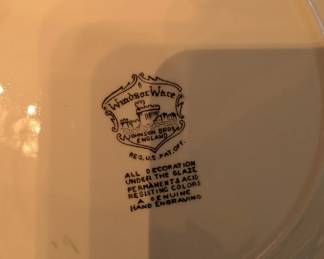 Windsor Ware
JOHNSON BROS
ENGLAND
REG. U.S. PAT. OFF.
ALL DECORATION
UNDER THE GLAZE
PERMANENT & ACID
RESISTING COLORS
A GENUINE
HAND ENGRAVING